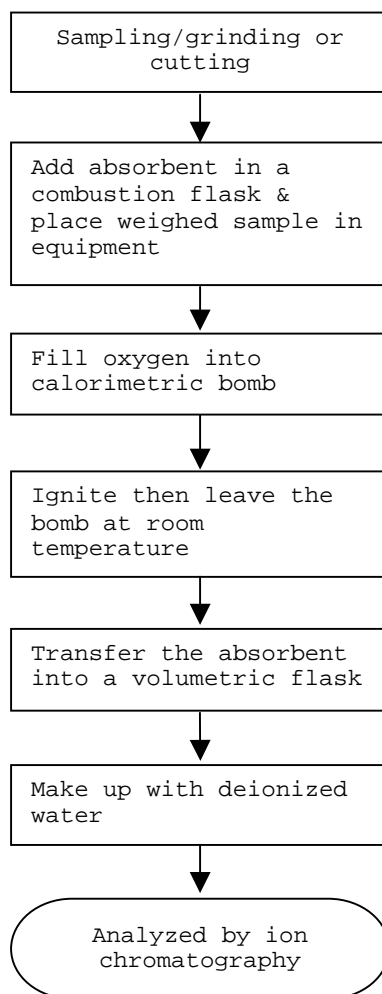 Sampling/grinding or
cutting
Add absorbent in a
combustion flask &
place weighed sample in
equipment
Fill oxygen into
calorimetric bomb
Ignite then leave the
bomb at room
temperature
Transfer the absorbent
into a volumetric flask
Make up with deionized
water
Analyzed by ion
chromatography